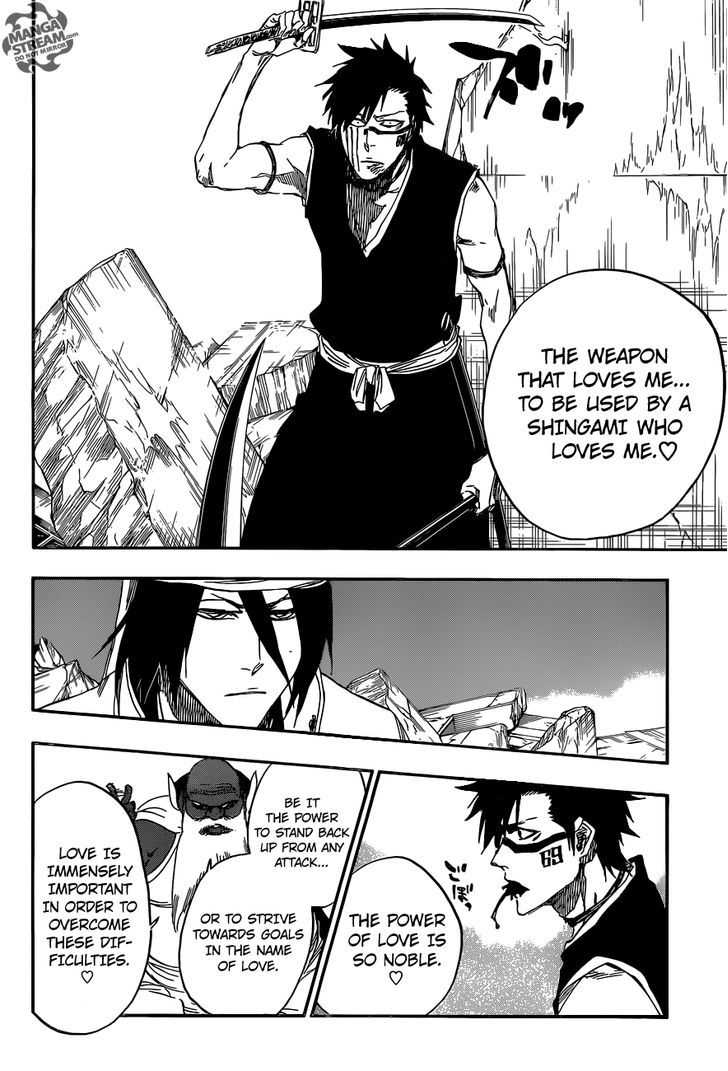 MANGA
STREAM.com
DO NOT MIRROR!
THE WEAPON
THAT LOVES ME...
TO BE USED BY A
SHINGAMI WHO
LOVES ME.♡
THE POWER
OF LOVE IS
SO NOBLE.
♡
69
BE IT
THE POWER
TO STAND BACK
UP FROM ANY
ATTACK...
OR TO STRIVE
TOWARDS GOALS
IN THE NAME
OF LOVE.
LOVE IS
IMMENSELY
IMPORTANT
IN ORDER TO
OVERCOME
THESE DIF-
FICULTIES.
♡